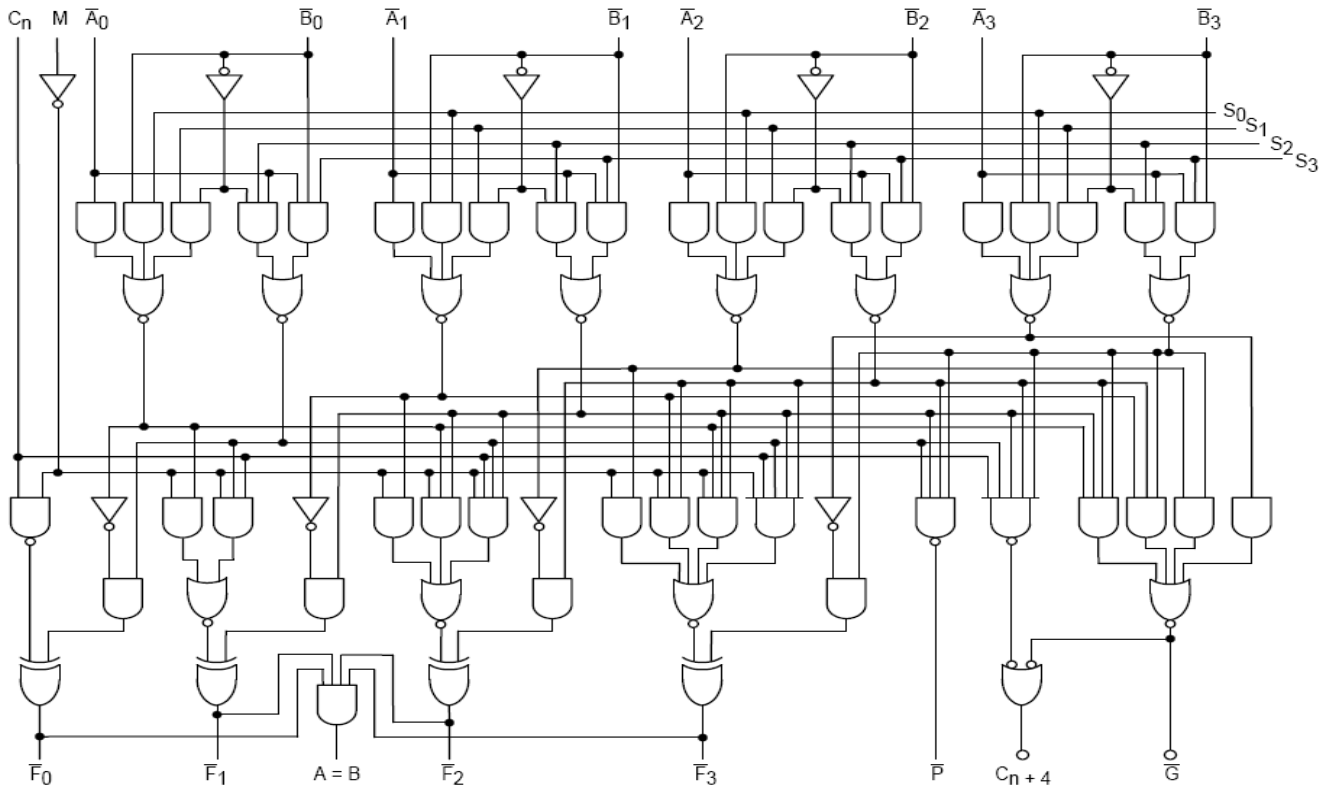 Cn M A̅0 B̅0 A̅1 B̅1 A̅2 B̅2 A̅3 B̅3
S0
S1
S2
S3
F̅0 F̅1 A = B F̅2 F̅3 P̅ Cn + 4 G̅